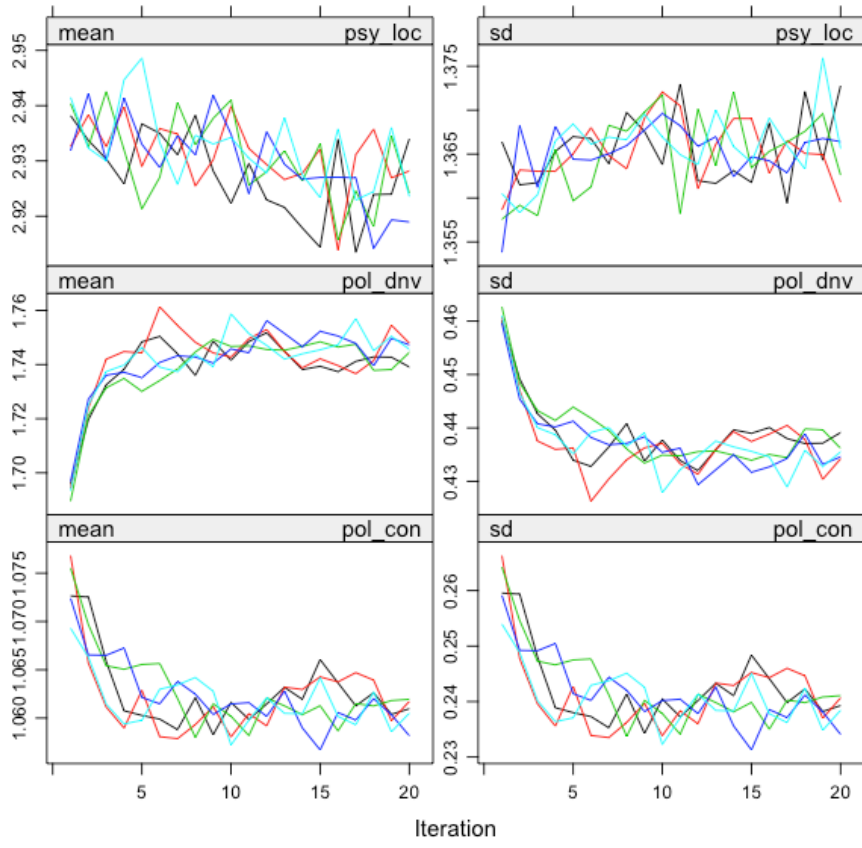 mean psy_loc
sd psy_loc
2.95
2.94
2.93
2.92
1.375
1.365
1.355
mean pol_dnv
sd pol_dnv
1.76
1.74
1.72
1.70
0.46
0.45
0.44
0.43
mean pol_con
sd pol_con
1.075
1.070
1.065
1.060
0.26
0.25
0.24
0.23
5 10 15 20
5 10 15 20
Iteration